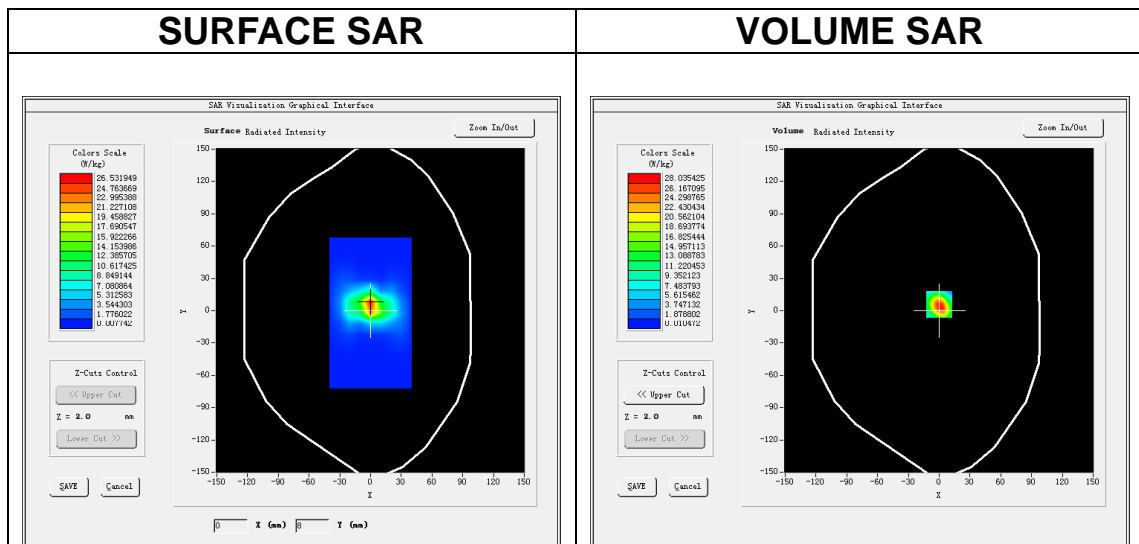 SURFACE SAR
VOLUME SAR
SAR Visualisation Graphical Interface
Surface Radiated Intensity
Zoom In/Out
Colors Scale
(W/kg)
26.531949
24.763669
22.995388
21.227108
19.458827
17.690547
15.922266
14.153986
12.385705
10.617425
8.849144
7.080864
5.312583
3.544303
1.776022
0.007742
150
120
90
60
30
0
-30
-60
-90
-120
-150
Y
-150 -120 -90 -60 -30 0 30 60 90 120 150
X
Z-Cuts Control
<< Upper Cut
Z = 2.0 mm
Lower Cut >>
SAVE Cancel
0 X (mm) 8 Y (mm)
SAR Visualisation Graphical Interface
Volume Radiated Intensity
Zoom In/Out
Colors Scale
(W/kg)
28.035425
26.167095
24.298765
22.430434
20.562104
18.693774
16.825444
14.957113
13.088783
11.220453
9.352123
7.483793
5.615462
3.747132
1.878802
0.010472
150
120
90
60
30
0
-30
-60
-90
-120
-150
Y
-150 -120 -90 -60 -30 0 30 60 90 120 150
X
Z-Cuts Control
<< Upper Cut
Z = 2.0 mm
Lower Cut >>
SAVE Cancel